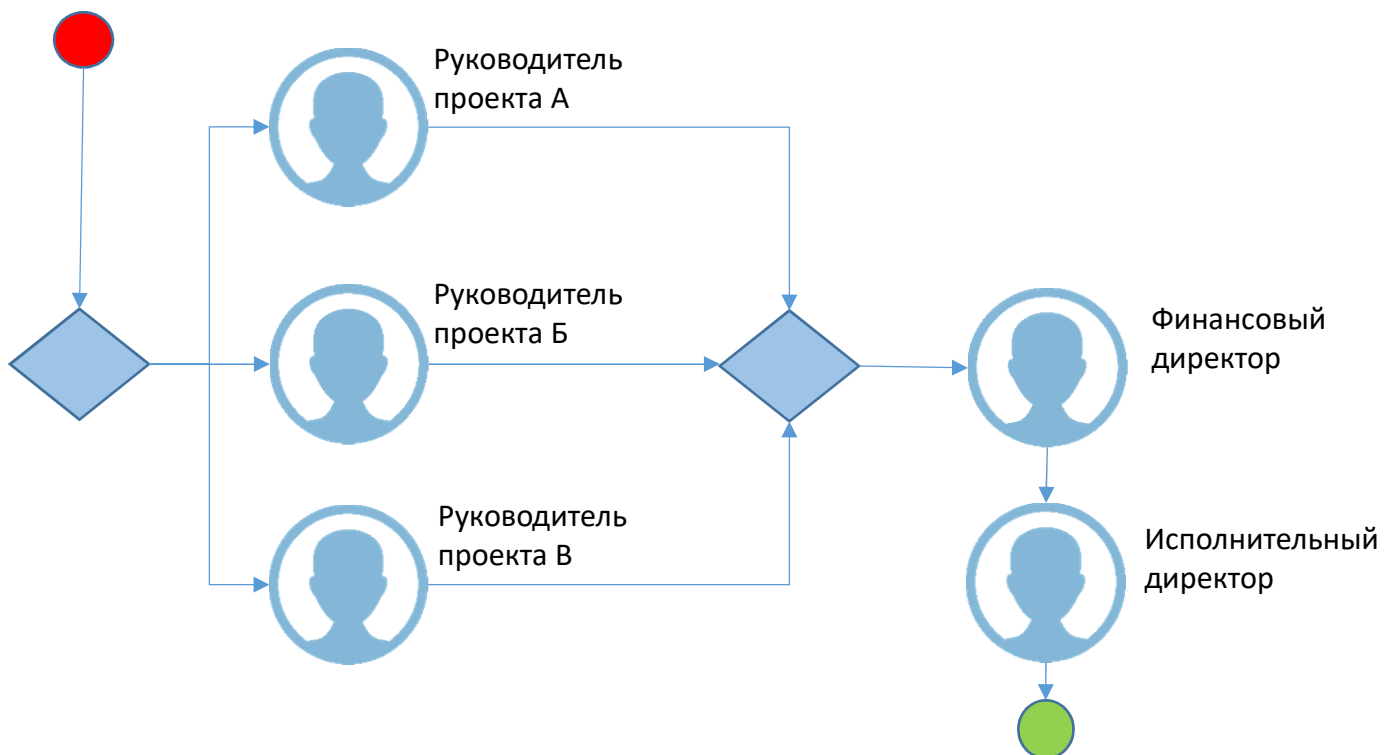 Руководитель
проекта А
Руководитель
проекта Б
Руководитель
проекта В
Финансовый
директор
Исполнительный
директор